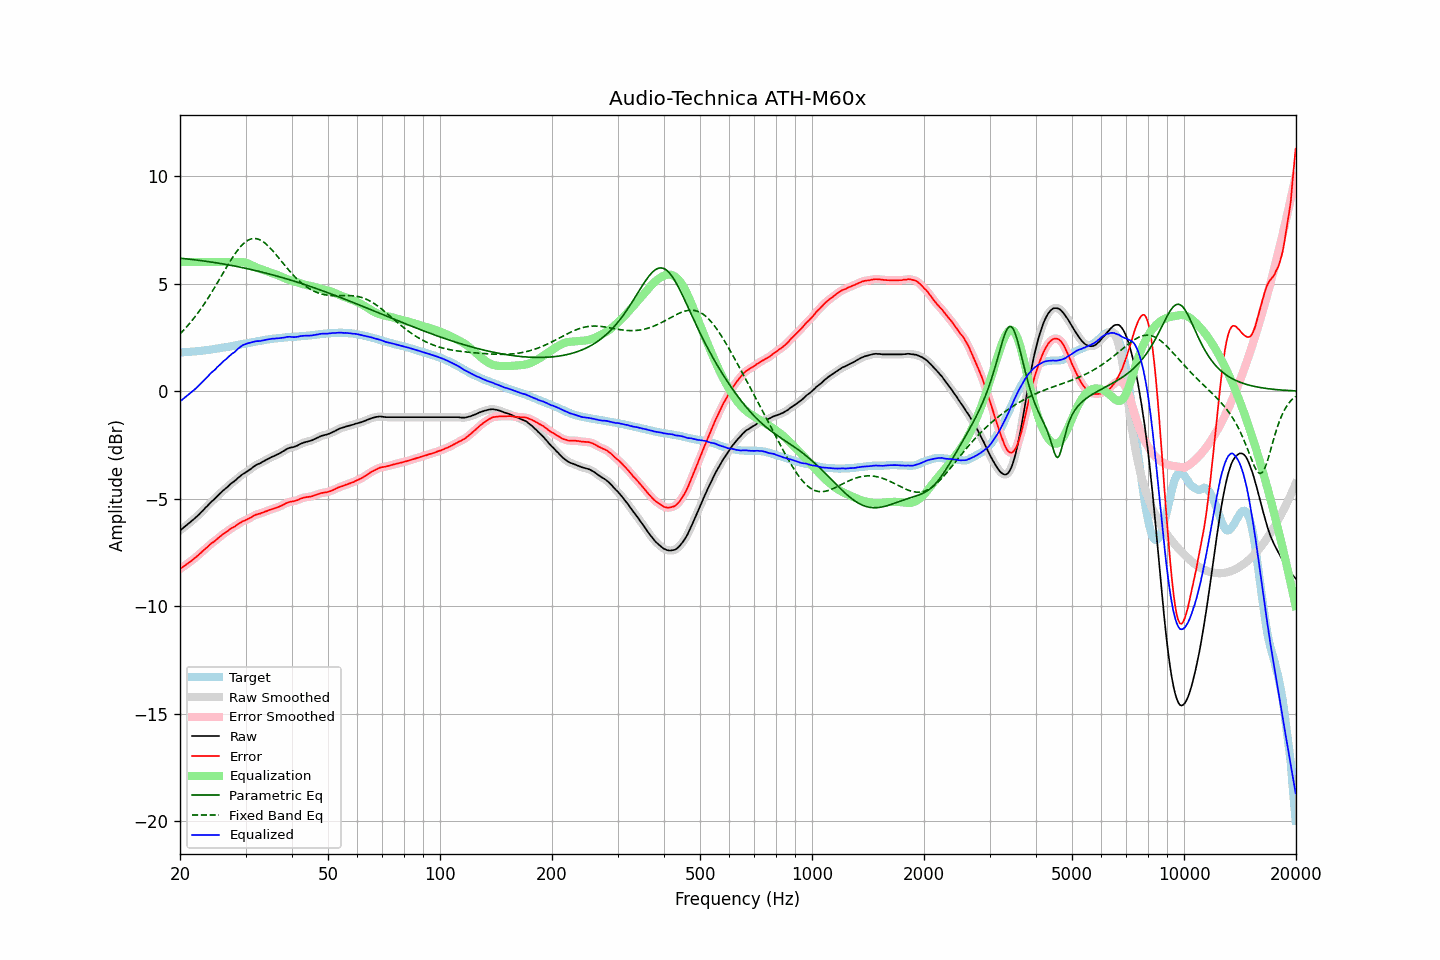 Audio-Technica ATH-M60x
Amplitude (dBr)
10
5
0
−5
−10
−15
−20
Target
Raw Smoothed
Error Smoothed
Raw
Error
Equalization
Parametric Eq
Fixed Band Eq
Equalized
20 50 100 200 500 1000 2000 5000 10000 20000
Frequency (Hz)